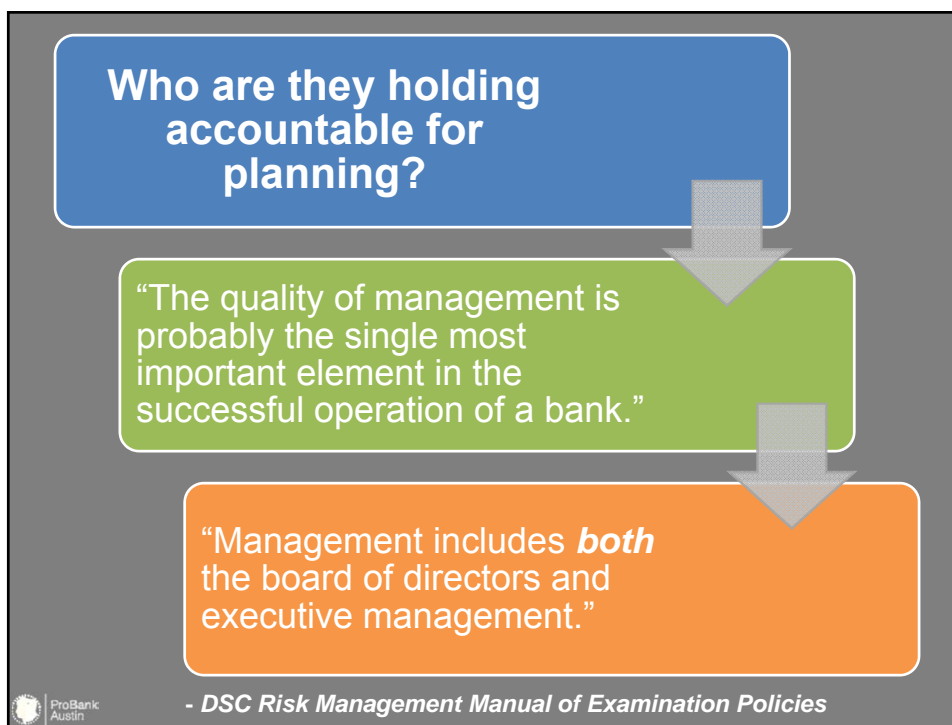 Who are they holding
accountable for
planning?
“The quality of management is
probably the single most
important element in the
successful operation of a bank.”
“Management includes both
the board of directors and
executive management.”
ProBank
Austin
- DSC Risk Management Manual of Examination Policies